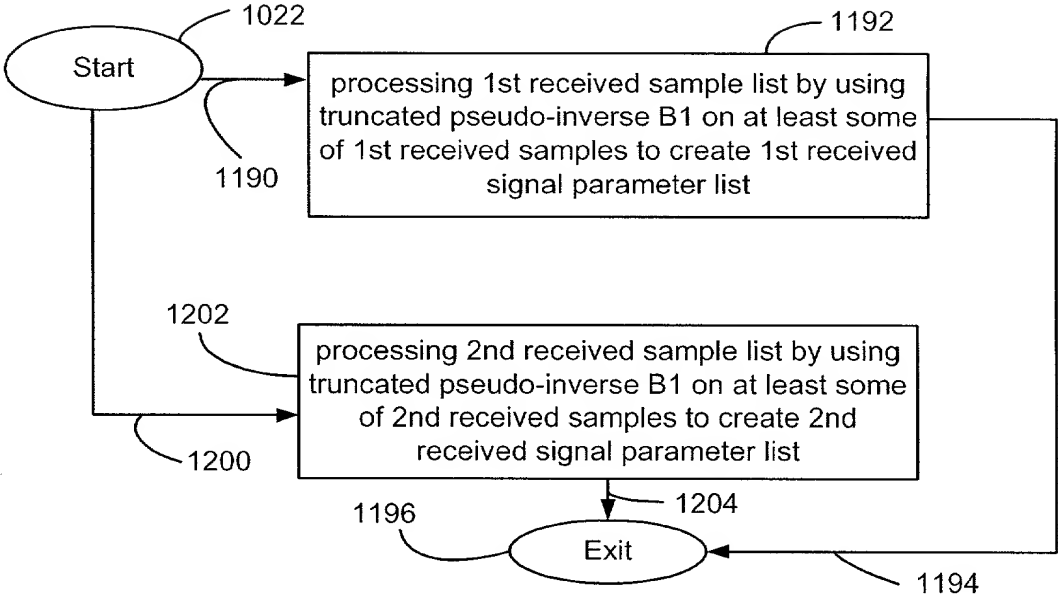 1022
Start
1192
processing 1st received sample list by using
truncated pseudo-inverse B1 on at least some
of 1st received samples to create 1st received
signal parameter list
1190
1202
processing 2nd received sample list by using
truncated pseudo-inverse B1 on at least some
of 2nd received samples to create 2nd
received signal parameter list
1200
1204
1196
Exit
1194